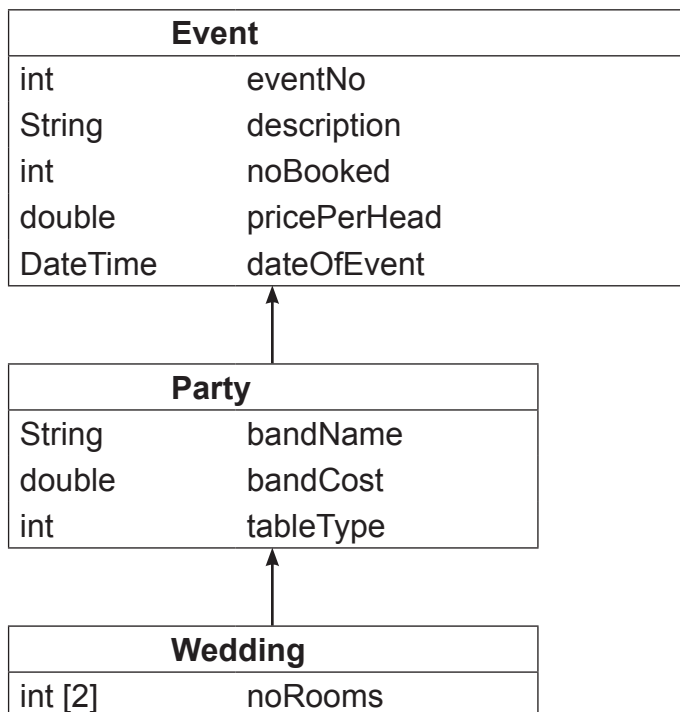 Event
int eventNo
String description
int noBooked
double pricePerHead
DateTime dateOfEvent
Party
String bandName
double bandCost
int tableType
Wedding
int [2] noRooms